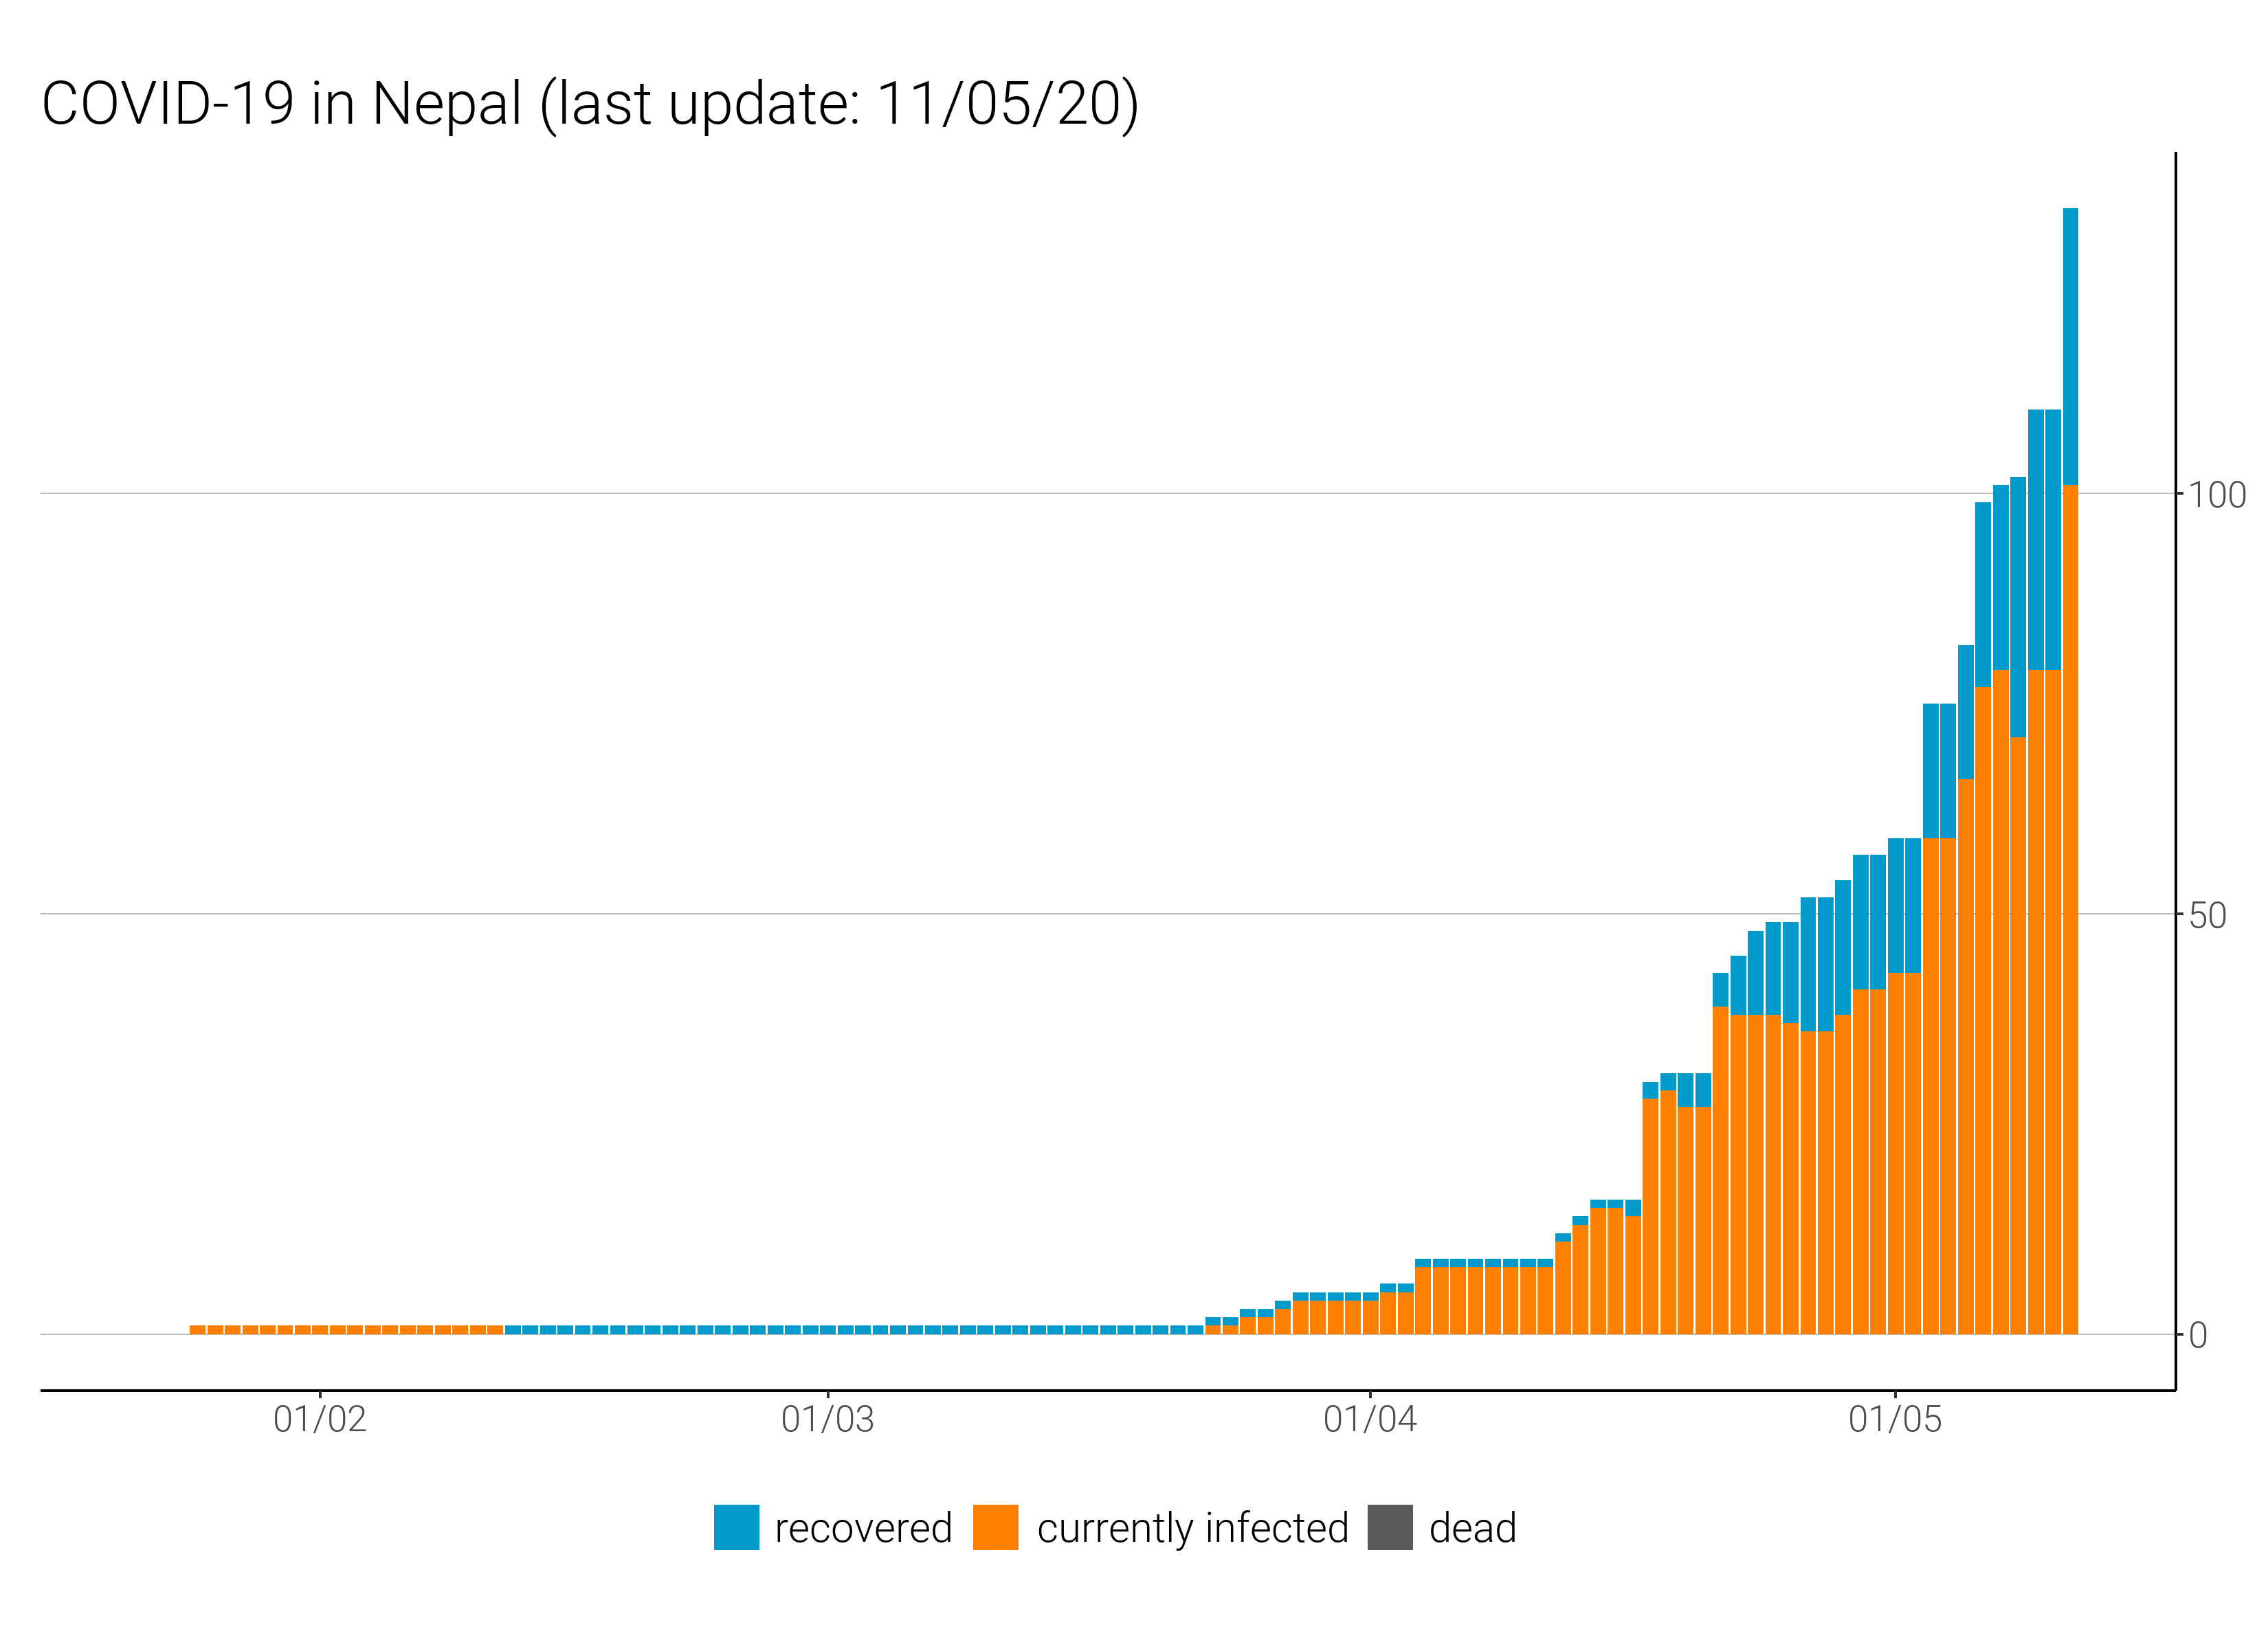 COVID-19 in Nepal (last update: 11/05/20)
100
50
0
01/02 01/03 01/04 01/05
recovered currently infected dead